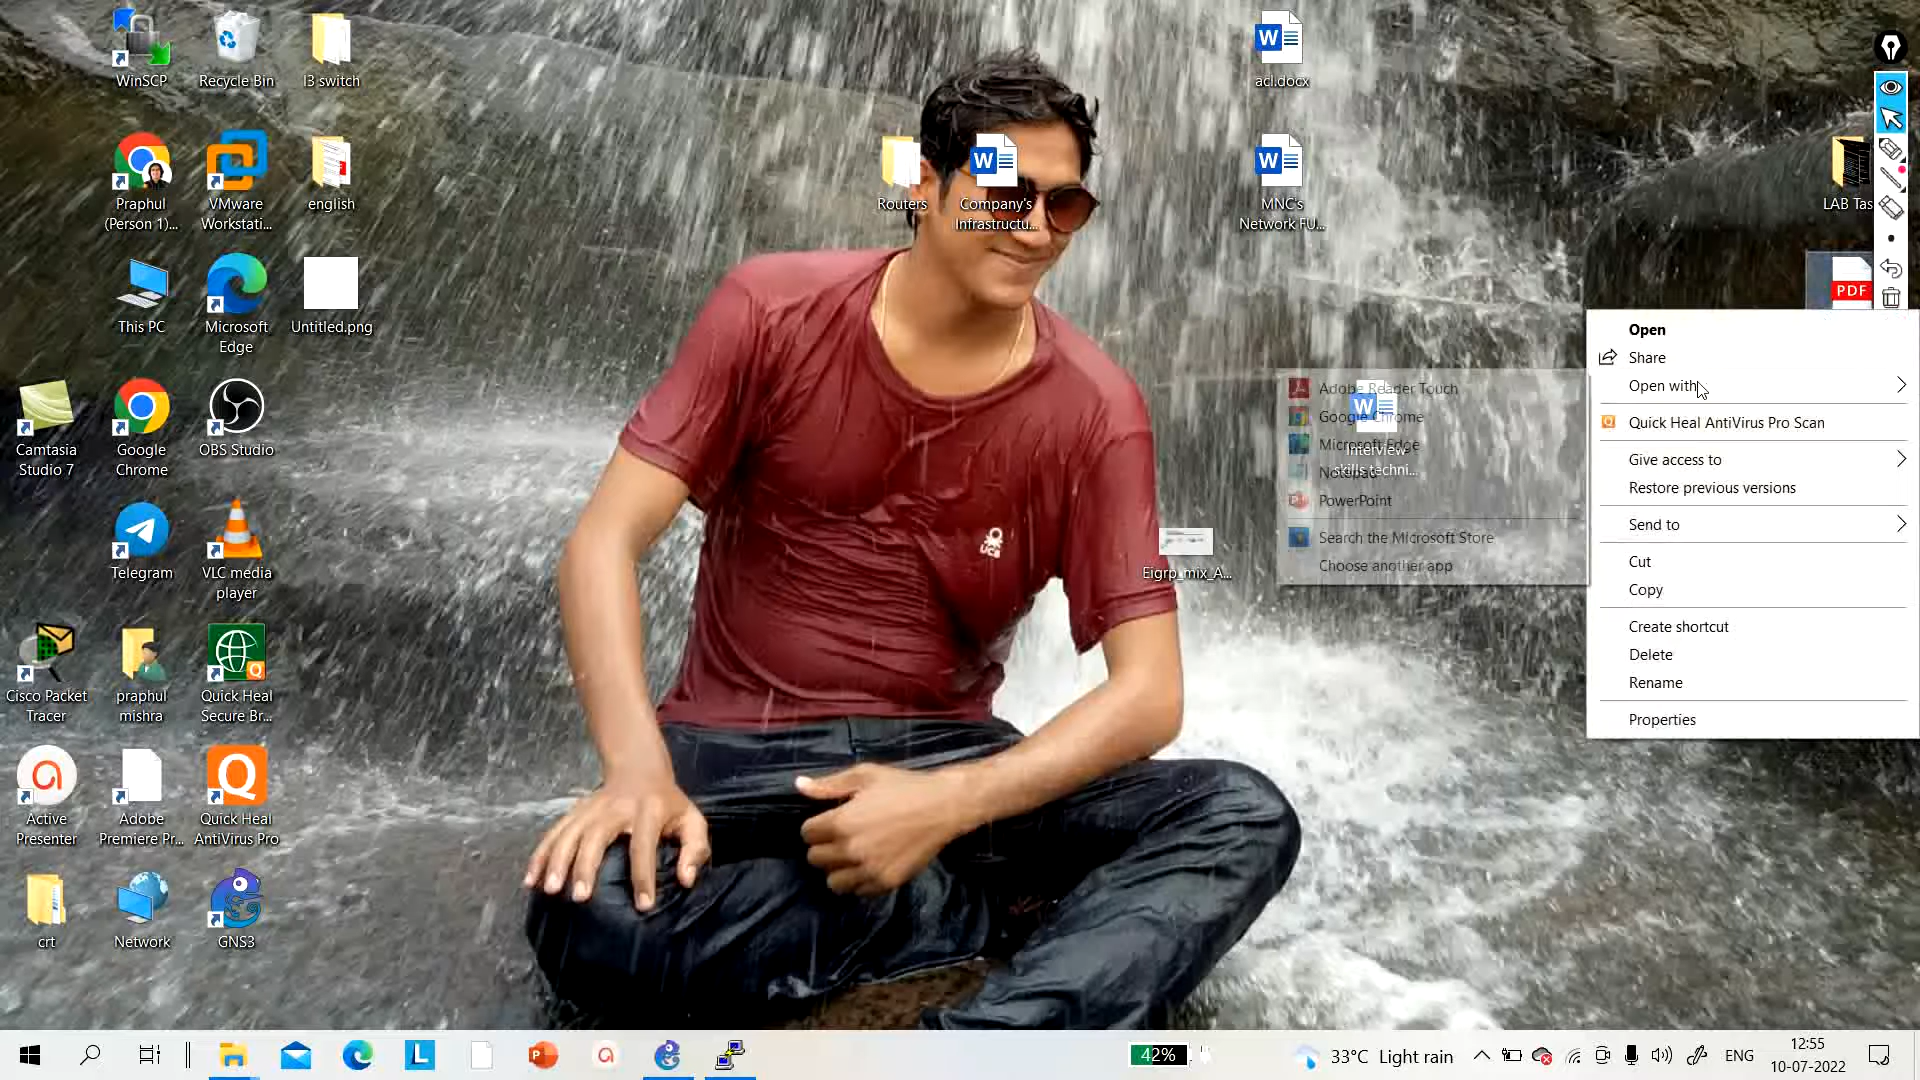 WinSCP
Recycle Bin
l3 switch
acl.docx
Praphul
(Person 1)...
VMware
Workstati...
english
Routers
Company's
Infrastructu...
MNC's
Network FU...
LAB Tas
This PC
Microsoft
Edge
Untitled.png
PDF
Open
Share
Open with
Quick Heal AntiVirus Pro Scan
Give access to
Restore previous versions
Send to
Cut
Copy
Create shortcut
Delete
Rename
Properties
Adobe Reader Touch
Google Chrome
Microsoft Edge
Notepad
PowerPoint
Search the Microsoft Store
Choose another app
Interview
skills techni...
Camtasia
Studio 7
Google
Chrome
OBS Studio
UCB
Eigrp_mix_A...
Telegram
VLC media
player
Cisco Packet
Tracer
praphul
mishra
Quick Heal
Secure Br...
Active
Presenter
Adobe
Premiere Pr...
Quick Heal
AntiVirus Pro
crt
Network
GNS3
42%
33°C Light rain
ENG
12:55
10-07-2022